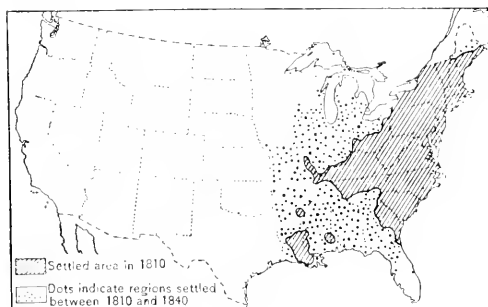 Settled area in 1810
Dots indicate regions settled
between 1810 and 1840